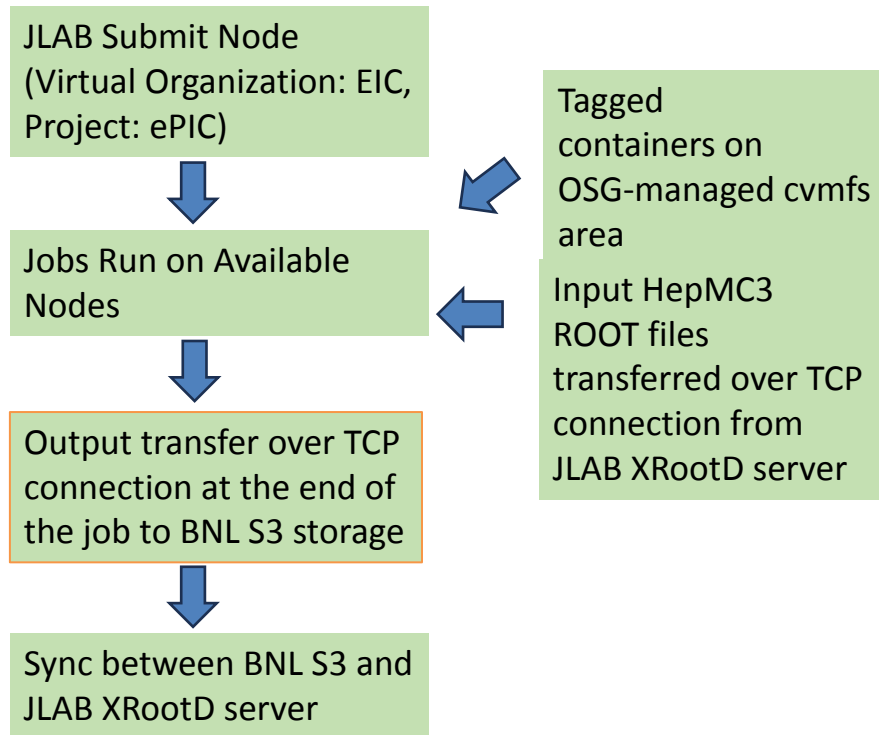 JLAB Submit Node
(Virtual Organization: EIC,
Project: ePIC)
Jobs Run on Available
Nodes
Output transfer over TCP
connection at the end of
the job to BNL S3 storage
Sync between BNL S3 and
JLAB XRootD server
Tagged
containers on
OSG-managed cvmfs
area
Input HepMC3
ROOT files
transferred over TCP
connection from
JLAB XRootD server